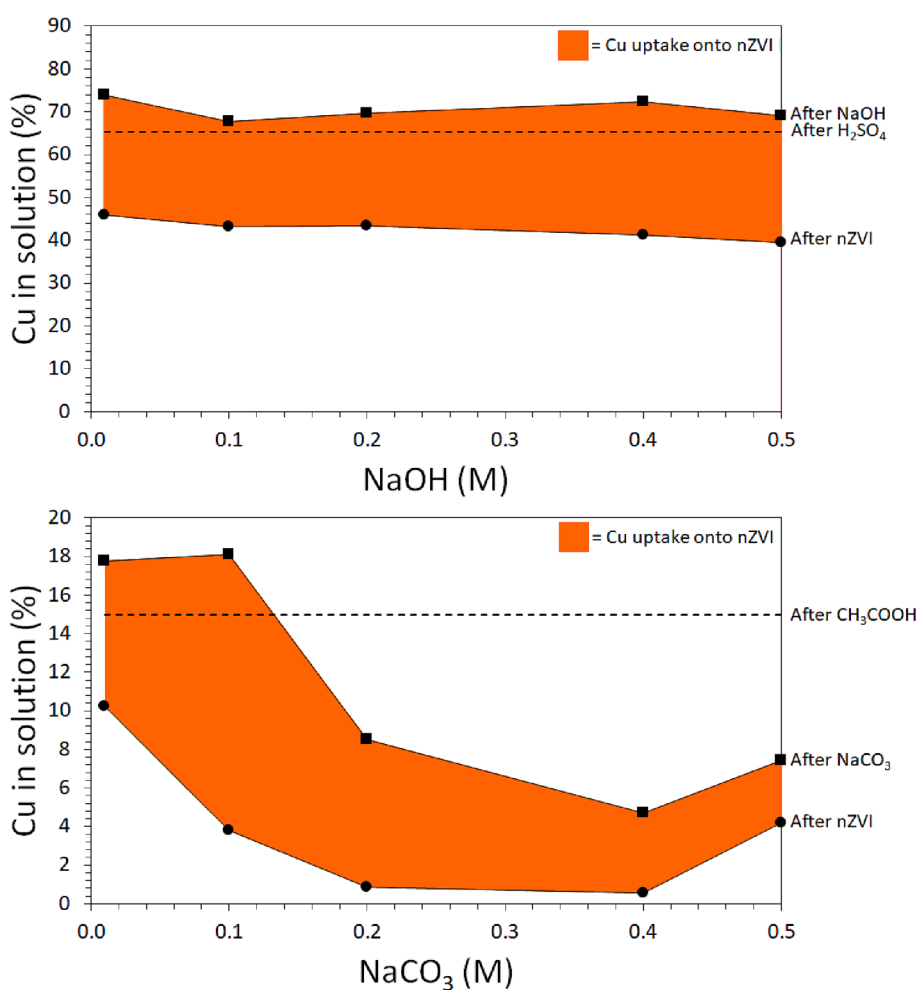 90
= Cu uptake onto nZVI
80
70
After NaOH
After H₂SO₄
60
50
40
After nZVI
30
20
10
0
Cu in solution (%)
0.0 0.1 0.2 0.3 0.4 0.5
NaOH (M)
20
= Cu uptake onto nZVI
18
16
After CH₃COOH
14
12
10
8
After NaCO₃
6
4
After nZVI
2
0
Cu in solution (%)
0.0 0.1 0.2 0.3 0.4 0.5
NaCO₃ (M)